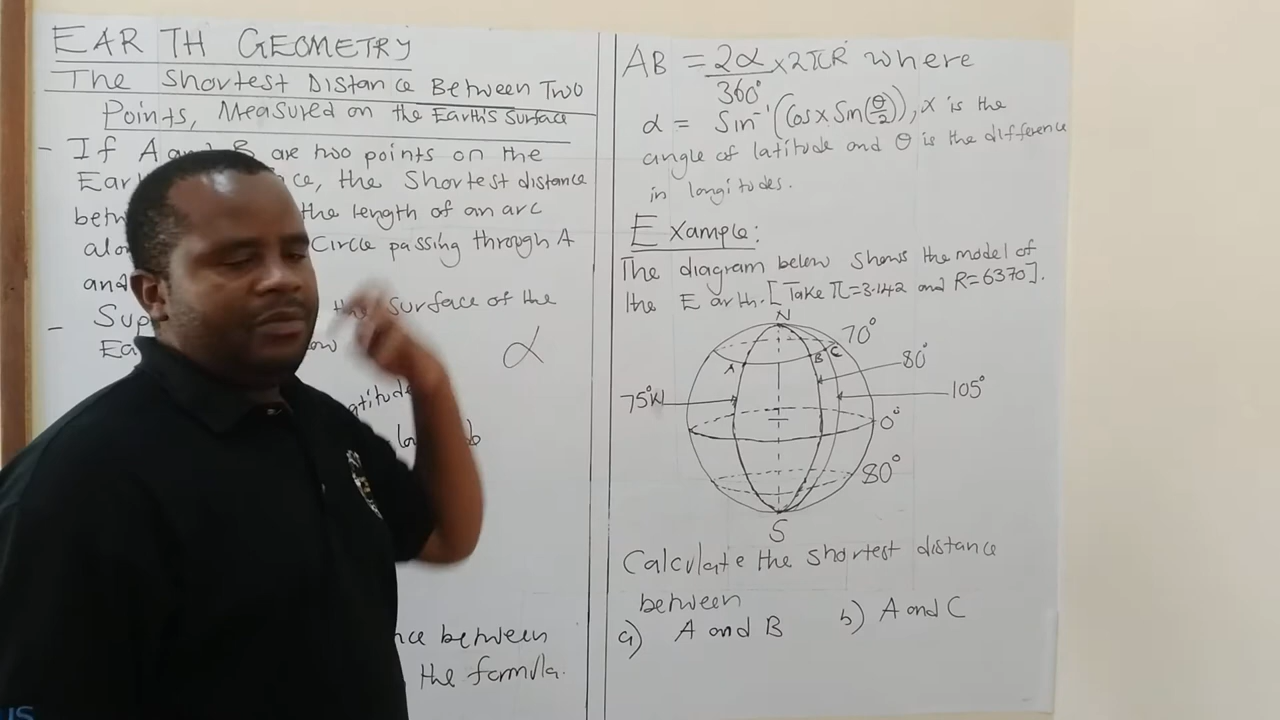 EARTH GEOMETRY
The Shortest Distance Between Two
Points, Measured on the Earth's Surface
- If A and B are two points on the
Ear ce, the Shortest distance
betw the length of an arc
alo Circle passing through A
and
- Sup the Surface of the
Ea ow
α
atitude
nce between
the formula.
AB = 2α/360° × 2πR where
α = Sin⁻¹(Cos x Sin(θ/2)), x is the
angle of latitude and θ is the difference
in longitudes.
Example:
The diagram below shows the model of
the Earth. [Take π=3.142 and R=6370].
N
70°
A B C
80°
75°W
105°
0°
80°
S
Calculate the shortest distance
between
a) A and B b) A and C